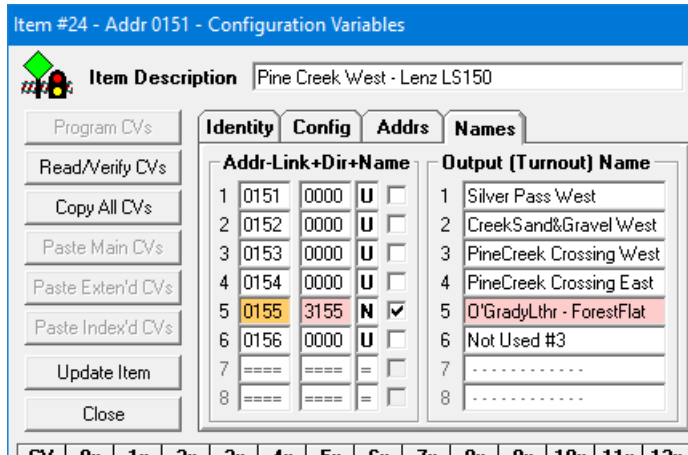 Item #24 - Addr 0151 - Configuration Variables
Item Description Pine Creek West - Lenz LS150
Program CVs
Read/Verify CVs
Copy All CVs
Paste Main CVs
Paste Exten'd CVs
Paste Index'd CVs
Update Item
Close
Identity Config Addrs Names
Addr-Link+Dir+Name
1 0151 0000 U
2 0152 0000 U
3 0153 0000 U
4 0154 0000 U
5 0155 3155 N
6 0156 0000 U
7 ==== ==== =
8 ==== ==== =
Output (Turnout) Name
1 Silver Pass West
2 CreekSand&Gravel West
3 PineCreek Crossing West
4 PineCreek Crossing East
5 O'GradyLthr - ForestFlat
6 Not Used #3
7 - - - - - - - - - - - -
8 - - - - - - - - - - - -